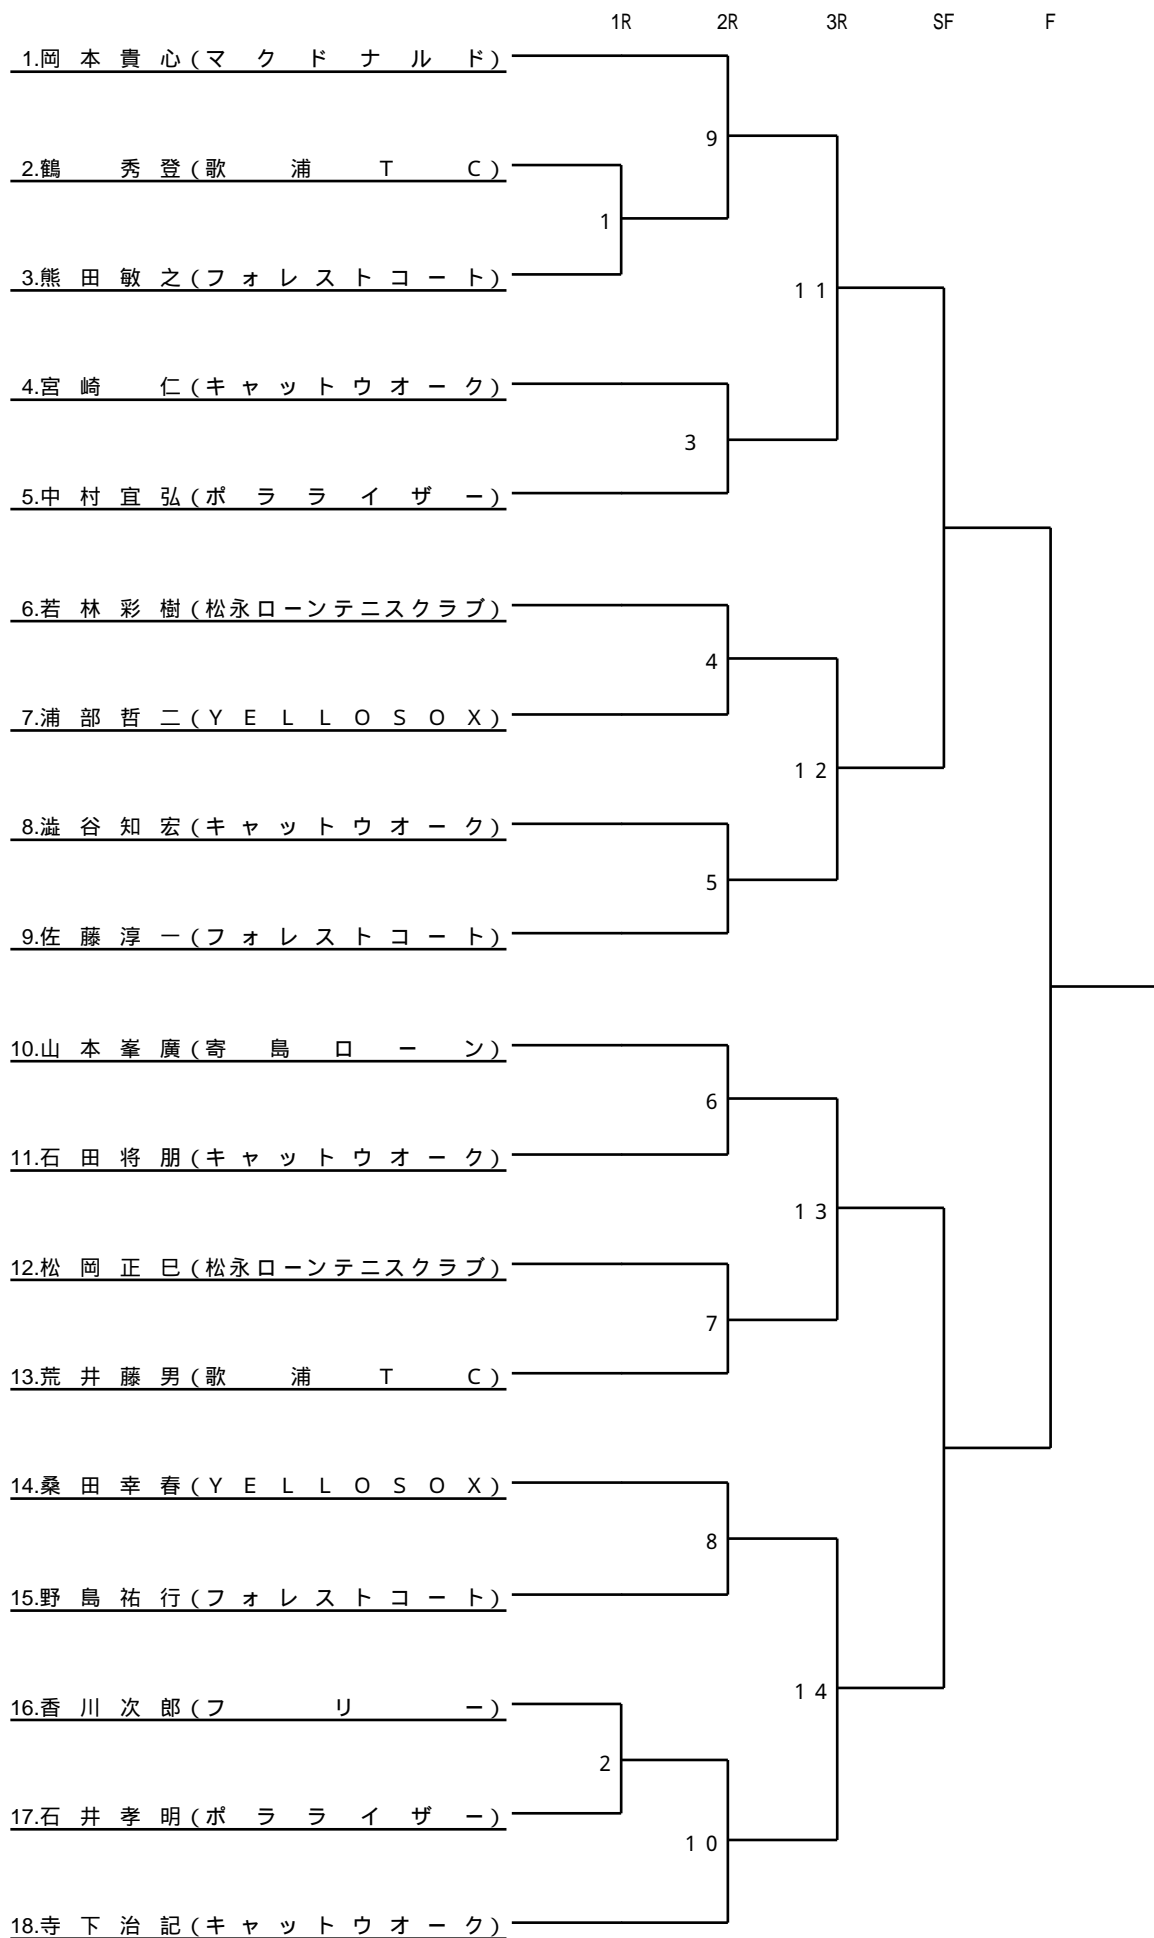 1R 2R 3R SF F
1.岡本貴心(マクドナルド)
9
2.鶴 秀登(歌浦TC)
1
3.熊田敏之(フォレストコート)
11
4.宮崎 仁(キャットウオーク)
3
5.中村宜弘(ポラライザー)
6.若林彩樹(松永ローンテニスクラブ)
4
7.浦部哲二(YELLOSOX)
12
8.澁谷知宏(キャットウオーク)
5
9.佐藤淳一(フォレストコート)
10.山本峯廣(寄島ローン)
6
11.石田将朋(キャットウオーク)
13
12.松岡正巳(松永ローンテニスクラブ)
7
13.荒井藤男(歌浦TC)
14.桑田幸春(YELLOSOX)
8
15.野島祐行(フォレストコート)
14
16.香川次郎(フリー)
2
17.石井孝明(ポラライザー)
10
18.寺下治記(キャットウオーク)